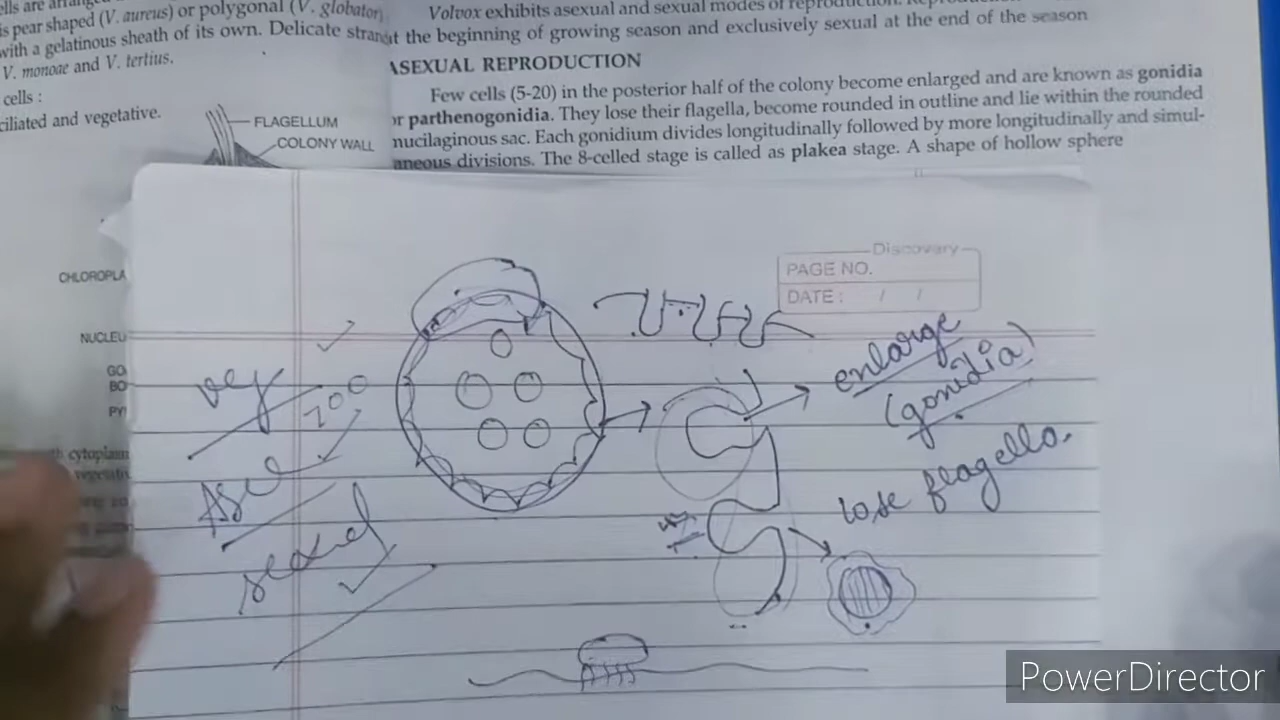 is pear shaped (V. aureus) or polygonal (V. globator)
with a gelatinous sheath of its own. Delicate
V. monoae and V. tertius.
cells :
ciliated and vegetative.
FLAGELLUM
COLONY WALL
CHLOROPLA
NUCLEU
GO
BO
PY
Volvox exhibits asexual and sexual modes of reproduction.
at the beginning of growing season and exclusively sexual at the end of the season
ASEXUAL REPRODUCTION
Few cells (5-20) in the posterior half of the colony become enlarged and are known as gonidia
or parthenogonidia. They lose their flagella, become rounded in outline and lie within the rounded
mucilaginous sac. Each gonidium divides longitudinally followed by more longitudinally and simul-
taneous divisions. The 8-celled stage is called as plakea stage. A shape of hollow sphere
Discovery
PAGE NO.
DATE : / /
veg
200
Ase
sexual
enlarge
(gonidia)
lose flagella.
PowerDirector